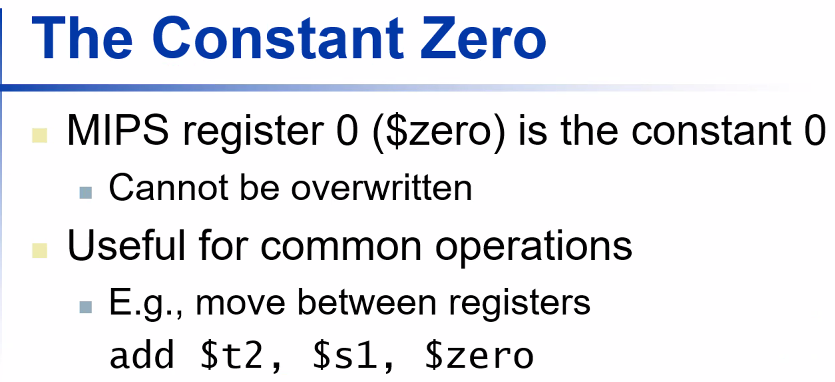 The Constant Zero
MIPS register 0 ($zero) is the constant 0
Cannot be overwritten
Useful for common operations
E.g., move between registers
add $t2, $s1, $zero